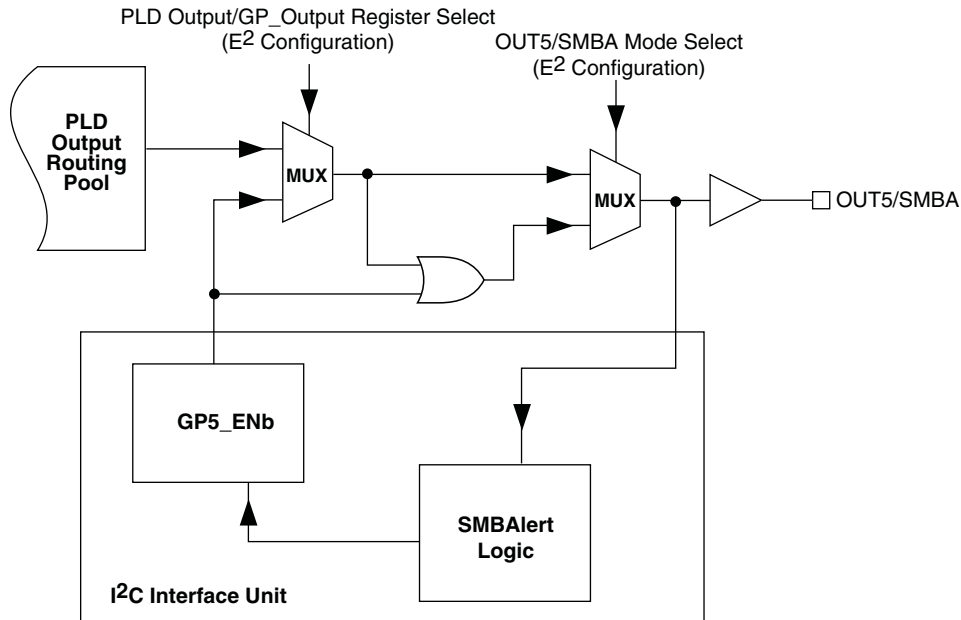 PLD Output/GP_Output Register Select
(E2 Configuration)
OUT5/SMBA Mode Select
(E2 Configuration)
PLD
Output
Routing
Pool
MUX
MUX
OUT5/SMBA
GP5_ENb
SMBAlert
Logic
I2C Interface Unit